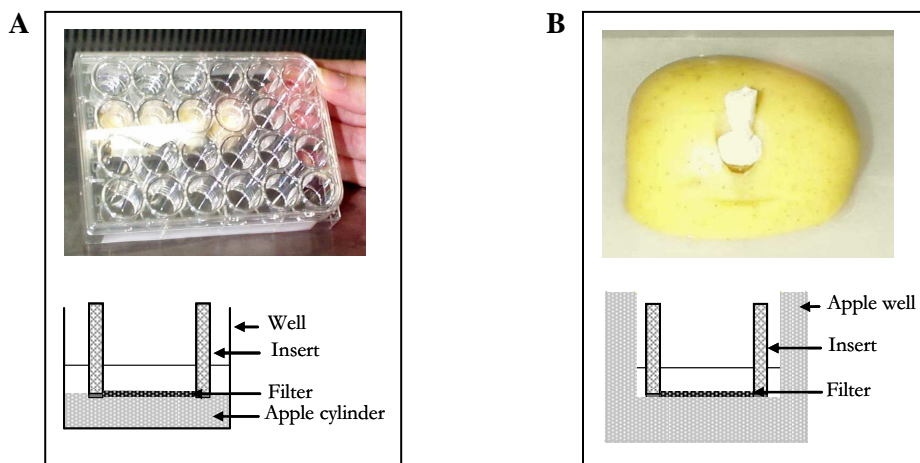 A
B
Well
Insert
Filter
Apple cylinder
Apple well
Insert
Filter